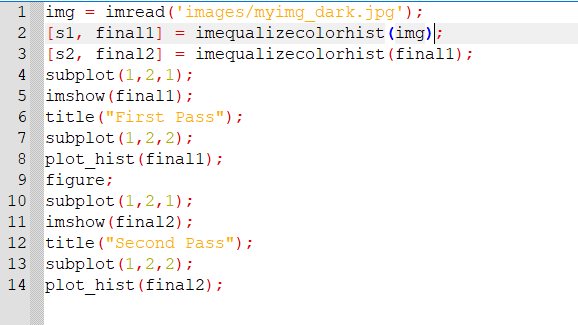 1 img = imread('images/myimg_dark.jpg');
2 [s1, final1] = imequalizecolorhist(img);
3 [s2, final2] = imequalizecolorhist(final1);
4 subplot(1,2,1);
5 imshow(final1);
6 title("First Pass");
7 subplot(1,2,2);
8 plot_hist(final1);
9 figure;
10 subplot(1,2,1);
11 imshow(final2);
12 title("Second Pass");
13 subplot(1,2,2);
14 plot_hist(final2);